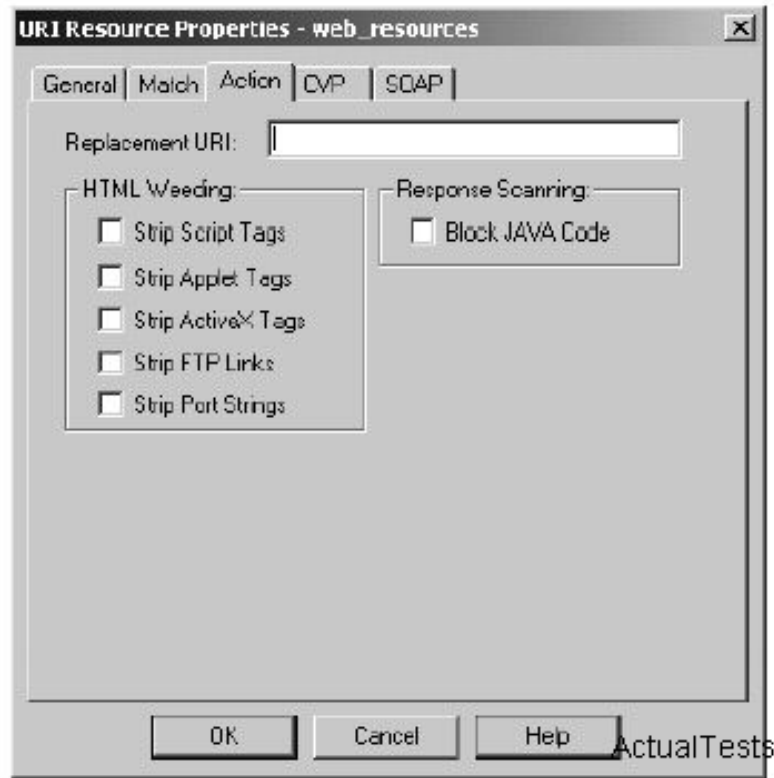 URI Resource Properties - web_resources
General Match Action CVP SOAP
Replacement URI:
HTML Weeding: Response Scanning:
Strip Script Tags Block JAVA Code
Strip Applet Tags
Strip ActiveX Tags
Strip FTP Links
Strip Port Strings
OK Cancel Help ActualTests